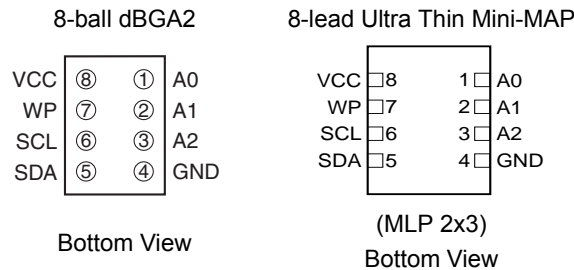 8-ball dBGA2
VCC ⑧ ① A0
WP ⑦ ② A1
SCL ⑥ ③ A2
SDA ⑤ ④ GND
Bottom View
8-lead Ultra Thin Mini-MAP
VCC 8 1 A0
WP 7 2 A1
SCL 6 3 A2
SDA 5 4 GND
(MLP 2x3)
Bottom View